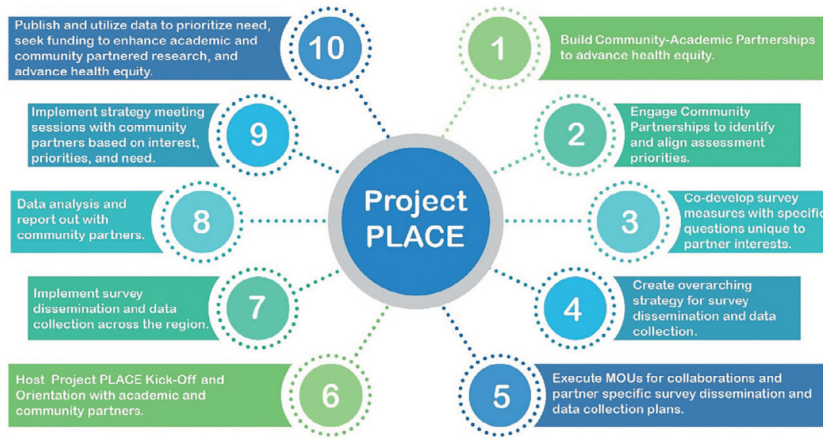 Project
PLACE
1
Build Community-Academic Partnerships
to advance health equity.
2
Engage Community
Partnerships to identify
and align assessment
priorities.
3
Co-develop survey
measures with specific
questions unique to
partner interests.
4
Create overarching
strategy for survey
dissemination and data
collection.
5
Execute MOUs for collaborations and
partner specific survey dissemination and
data collection plans.
6
Host Project PLACE Kick-Off and
Orientation with academic and
community partners.
7
Implement survey
dissemination and data
collection across the region.
8
Data analysis and
report out with
community partners.
9
Implement strategy meeting
sessions with community
partners based on interest,
priorities, and need.
10
Publish and utilize data to prioritize need,
seek funding to enhance academic and
community partnered research, and
advance health equity.